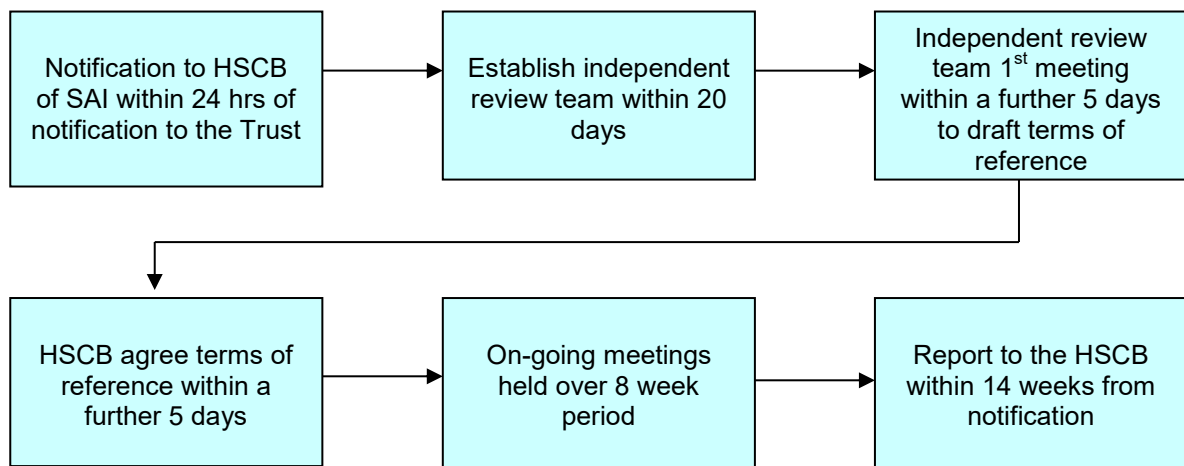 Notification to HSCB
of SAI within 24 hrs of
notification to the Trust
Establish independent
review team within 20
days
Independent review
team 1st meeting
within a further 5 days
to draft terms of
reference
HSCB agree terms of
reference within a
further 5 days
On-going meetings
held over 8 week
period
Report to the HSCB
within 14 weeks from
notification